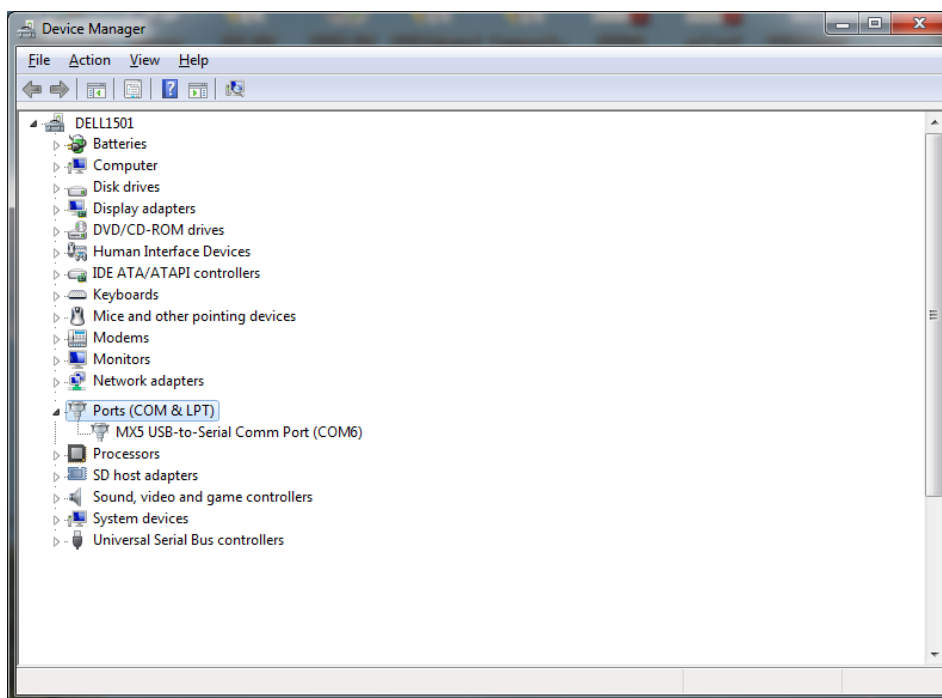 Device Manager
File Action View Help
DELL1501
Batteries
Computer
Disk drives
Display adapters
DVD/CD-ROM drives
Human Interface Devices
IDE ATA/ATAPI controllers
Keyboards
Mice and other pointing devices
Modems
Monitors
Network adapters
Ports (COM & LPT)
MX5 USB-to-Serial Comm Port (COM6)
Processors
SD host adapters
Sound, video and game controllers
System devices
Universal Serial Bus controllers